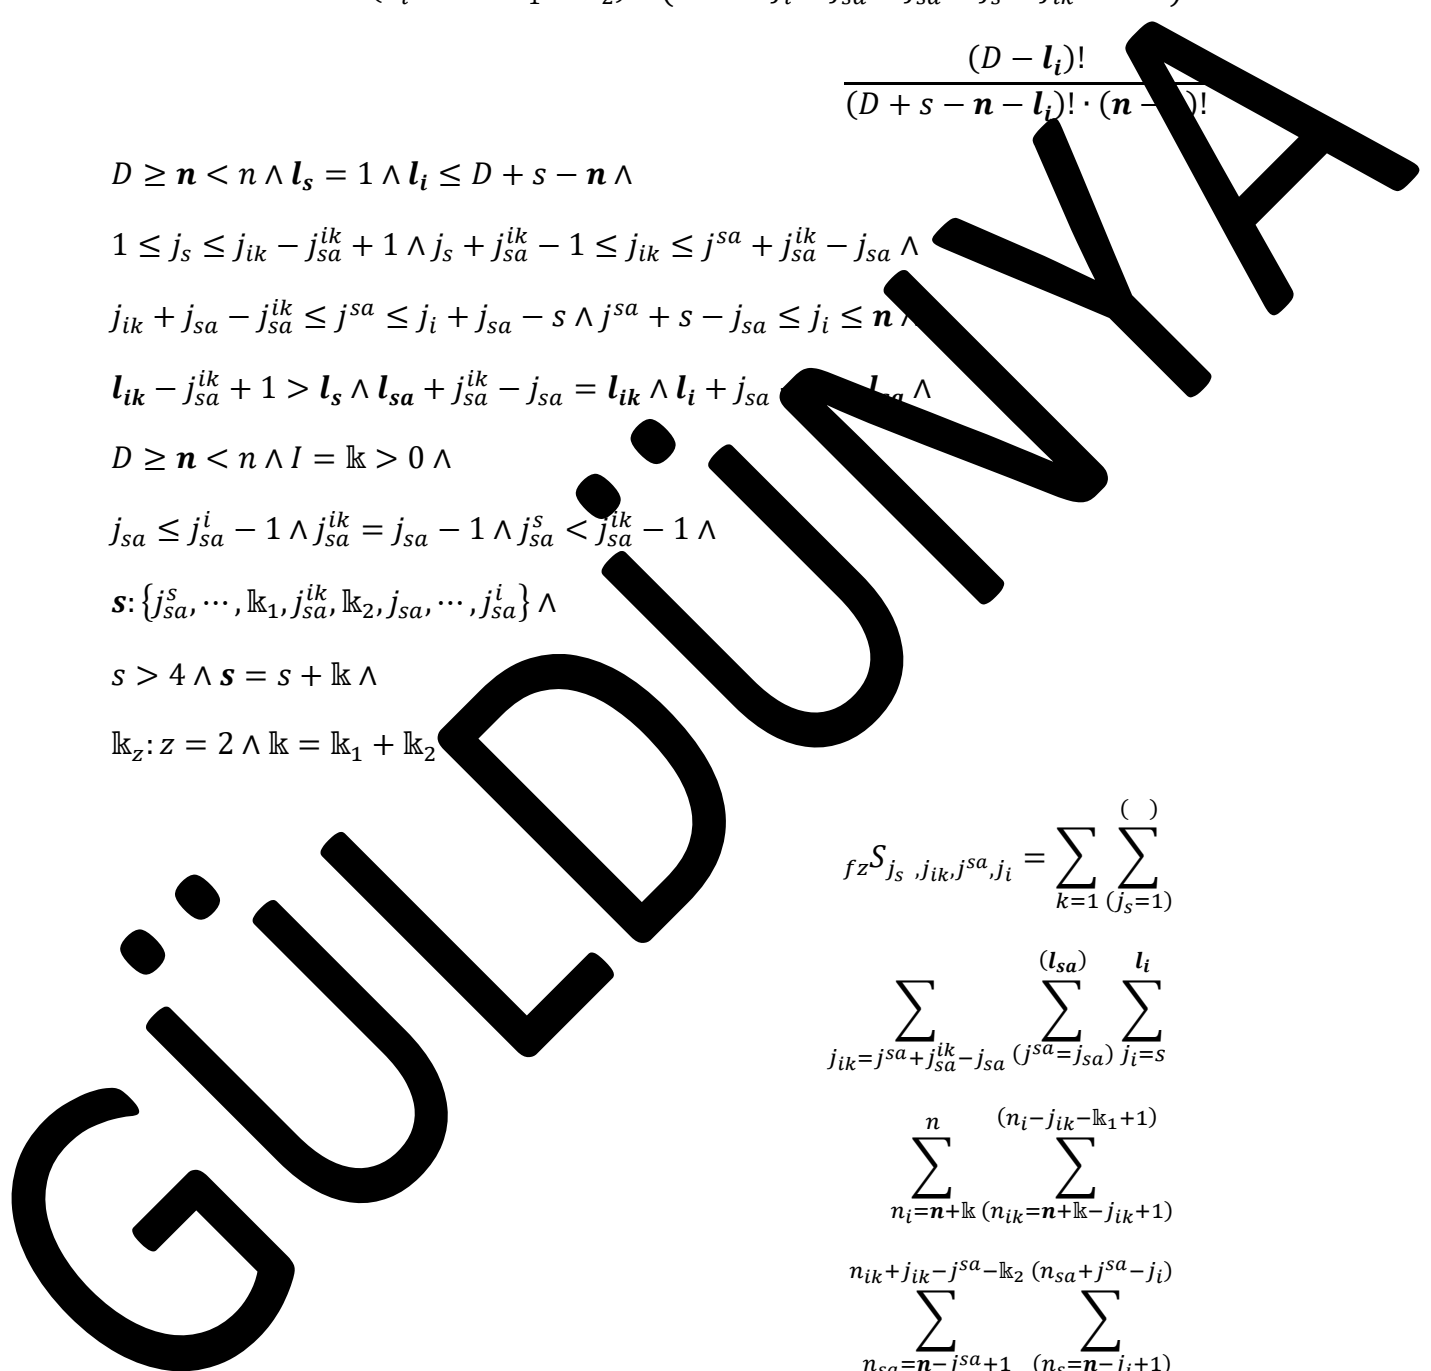 (D − l_i)!
(D + s − n − l_i)! · (n − )!
D ≥ n < n ∧ l_s = 1 ∧ l_i ≤ D + s − n ∧
1 ≤ j_s ≤ j_ik − j_sa^ik + 1 ∧ j_s + j_sa^ik − 1 ≤ j_ik ≤ j^sa + j_sa^ik − j_sa ∧
j_ik + j_sa − j_sa^ik ≤ j^sa ≤ j_i + j_sa − s ∧ j^sa + s − j_sa ≤ j_i ≤ n ∧
l_ik − j_sa^ik + 1 > l_s ∧ l_sa + j_sa^ik − j_sa = l_ik ∧ l_i + j_sa l_sa ∧
D ≥ n < n ∧ I = 𝕜 > 0 ∧
j_sa ≤ j_sa^i − 1 ∧ j_sa^ik = j_sa − 1 ∧ j_sa^s < j_sa^ik − 1 ∧
s: {j_sa^s, ⋯, 𝕜_1, j_sa^ik, 𝕜_2, j_sa, ⋯, j_sa^i} ∧
s > 4 ∧ s = s + 𝕜 ∧
𝕜_z: z = 2 ∧ 𝕜 = 𝕜_1 + 𝕜_2
( )
fzS_j_s ,j_ik,j^sa,j_i = ∑ ∑
k=1 (j_s=1)
(l_sa) l_i
∑ ∑ ∑
j_ik=j^sa+j_sa^ik−j_sa (j^sa=j_sa) j_i=s
n (n_i−j_ik−𝕜_1+1)
∑ ∑
n_i=n+𝕜 (n_ik=n+𝕜−j_ik+1)
n_ik+j_ik−j^sa−𝕜_2 (n_sa+j^sa−j_i)
∑ ∑
n_sa=n−j^sa+1 (n_s=n−j_i+1)
GÜLDÜNYA